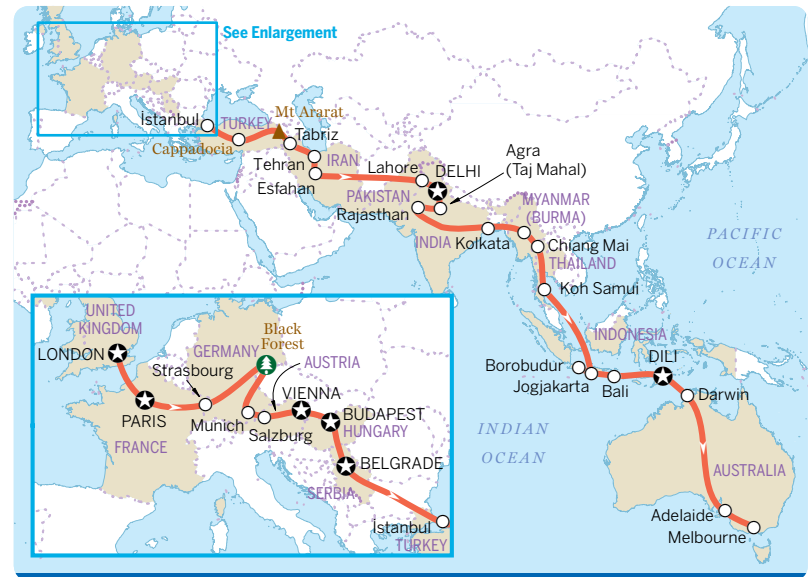 See Enlargement
İstanbul
TURKEY
Mt Ararat
Cappadocia
Tabriz
Tehran
IRAN
Esfahan
Lahore
DELHI
Agra
(Taj Mahal)
PAKISTAN
Rajasthan
INDIA
Kolkata
MYANMAR
(BURMA)
Chiang Mai
THAILAND
Koh Samui
PACIFIC
OCEAN
INDONESIA
DILI
Borobudur
Jogjakarta
Bali
Darwin
INDIAN
OCEAN
AUSTRALIA
Adelaide
Melbourne
UNITED
KINGDOM
LONDON
Strasbourg
GERMANY
Black
Forest
AUSTRIA
PARIS
FRANCE
Munich
Salzburg
VIENNA
BUDAPEST
HUNGARY
BELGRADE
SERBIA
İstanbul
TURKEY